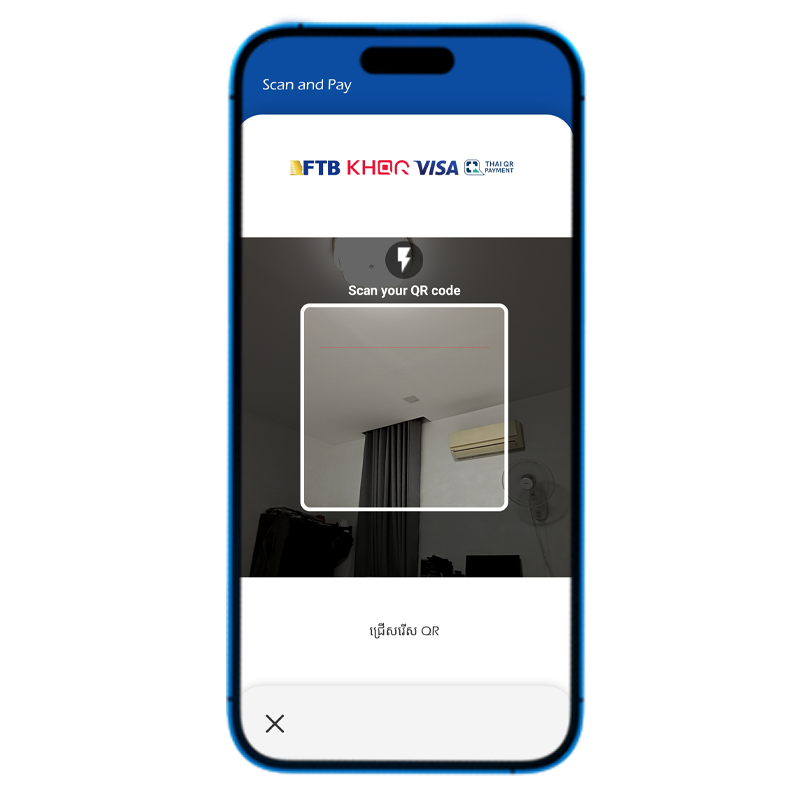 Scan and Pay
FTB KHQR VISA THAI QR PAYMENT
Scan your QR code
ជ្រើសរើស QR